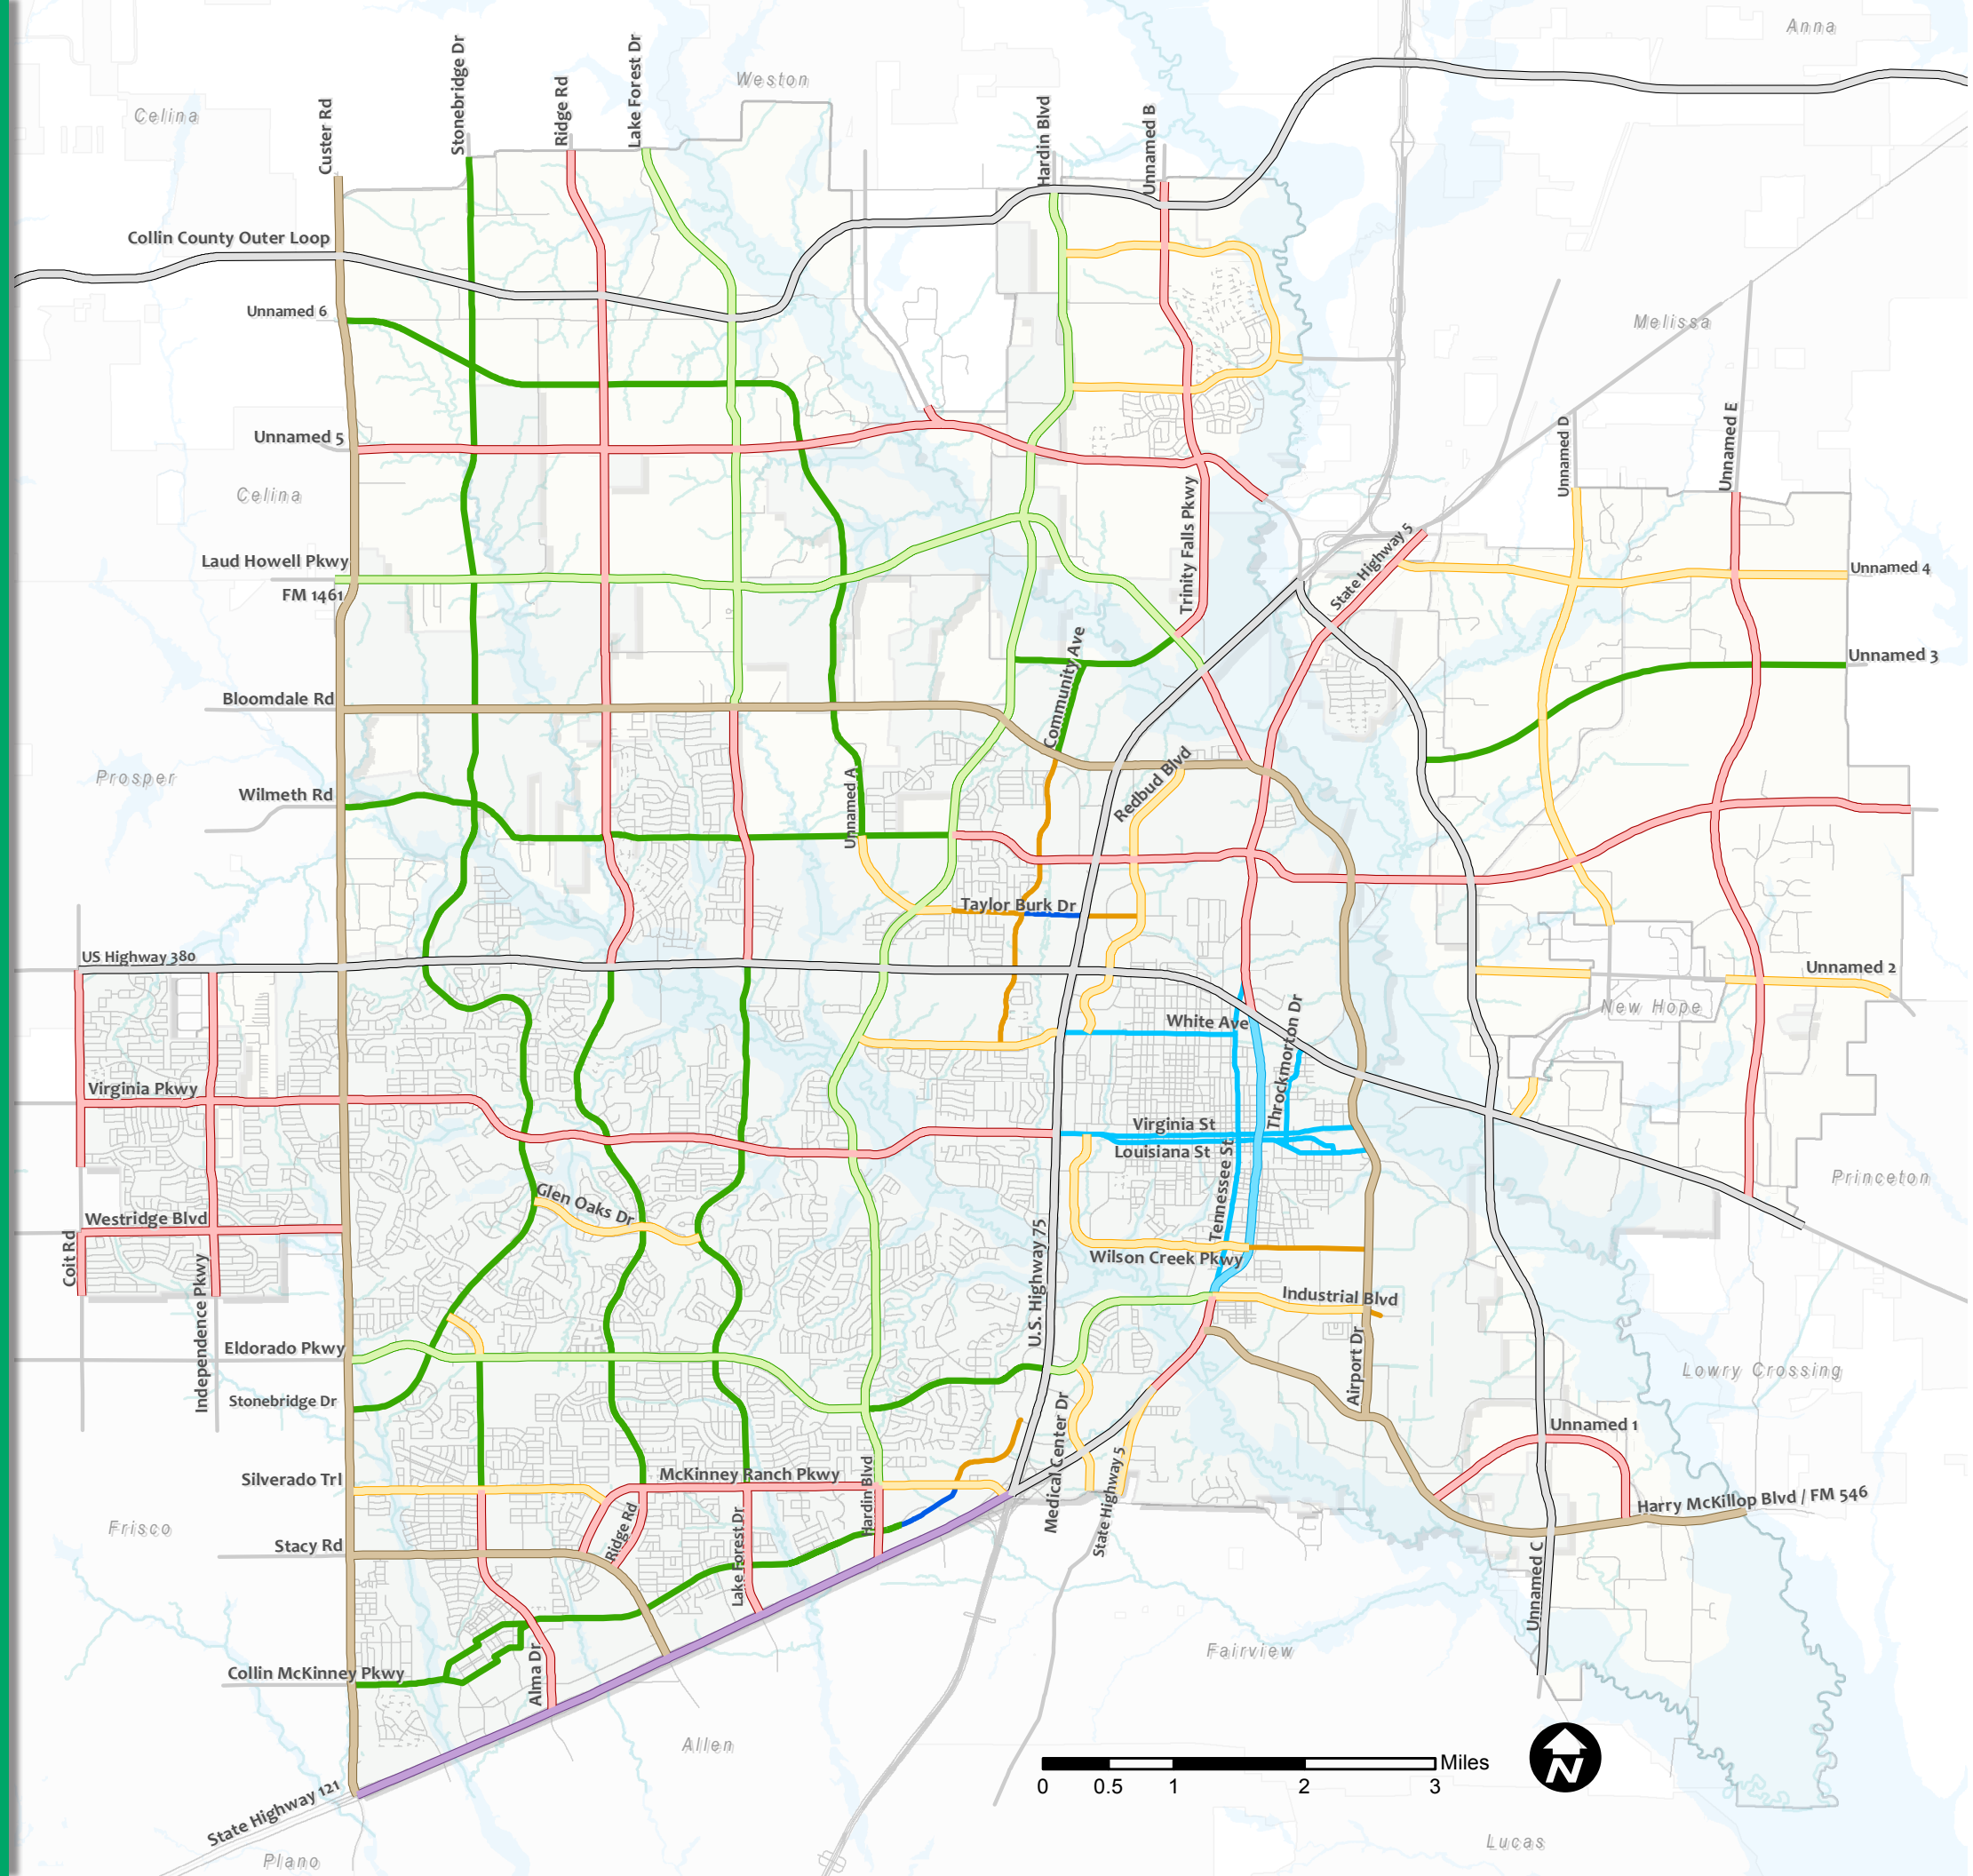 Anna
Weston
Celina
Custer Rd
Stonebridge Dr
Ridge Rd
Lake Forest Dr
Hardin Blvd
Unnamed B
Collin County Outer Loop
Unnamed 6
Melissa
Unnamed 5
Unnamed D
Unnamed E
Celina
Trinity Falls Pkwy
State Highway 5
Laud Howell Pkwy
FM 1461
Unnamed 4
Community Ave
Unnamed 3
Bloomdale Rd
Prosper
Wilmeth Rd
Unnamed A
Redbud Blvd
Taylor Burk Dr
US Highway 380
Unnamed 2
New Hope
White Ave
Throckmorton Dr
Virginia Pkwy
Virginia St
Louisiana St
Tennessee St
Princeton
Glen Oaks Dr
Westridge Blvd
Coit Rd
Independence Pkwy
U.S. Highway 75
Wilson Creek Pkwy
Industrial Blvd
Airport Dr
Eldorado Pkwy
Lowry Crossing
Stonebridge Dr
Medical Center Dr
State Highway 5
Unnamed 1
Silverado Trl
McKinney Ranch Pkwy
Hardin Blvd
Ridge Rd
Lake Forest Dr
Harry McKillop Blvd / FM 546
Frisco
Stacy Rd
Unnamed C
Fairview
Collin McKinney Pkwy
Alma Dr
Allen
Miles
0 0.5 1 2 3
N
State Highway 121
Plano
Lucas